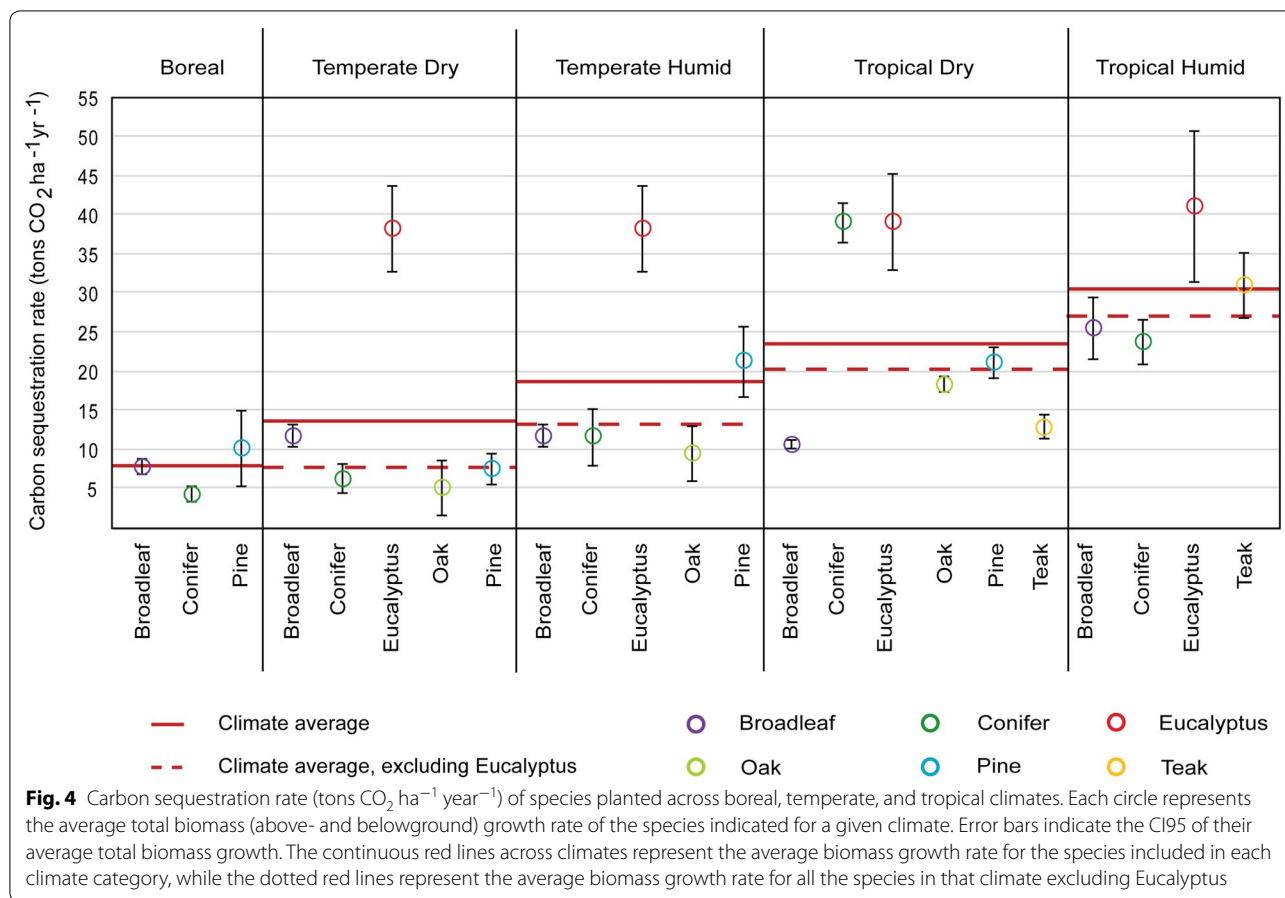 Boreal Temperate Dry Temperate Humid Tropical Dry Tropical Humid
Carbon sequestration rate (tons CO₂ ha⁻¹yr⁻¹)
55
50
45
40
35
30
25
20
15
10
5
Broadleaf
Conifer
Pine
Broadleaf
Conifer
Eucalyptus
Oak
Pine
Broadleaf
Conifer
Eucalyptus
Oak
Pine
Broadleaf
Conifer
Eucalyptus
Oak
Pine
Teak
Broadleaf
Conifer
Eucalyptus
Teak
Climate average Broadleaf Conifer Eucalyptus
Climate average, excluding Eucalyptus Oak Pine Teak
Fig. 4 Carbon sequestration rate (tons CO₂ ha⁻¹ year⁻¹) of species planted across boreal, temperate, and tropical climates. Each circle represents
the average total biomass (above- and belowground) growth rate of the species indicated for a given climate. Error bars indicate the CI95 of their
average total biomass growth. The continuous red lines across climates represent the average biomass growth rate for the species included in each
climate category, while the dotted red lines represent the average biomass growth rate for all the species in that climate excluding Eucalyptus